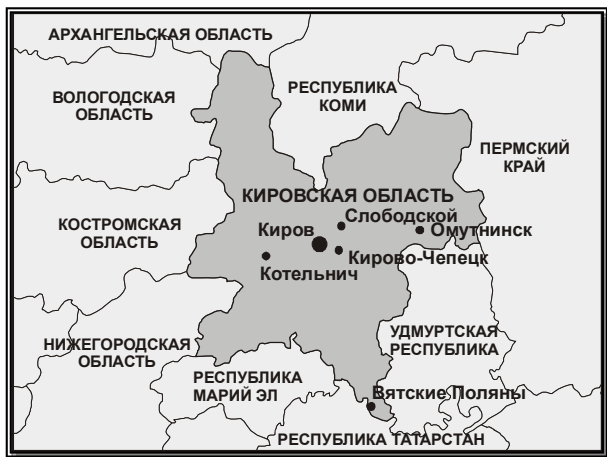 АРХАНГЕЛЬСКАЯ ОБЛАСТЬ
ВОЛОГОДСКАЯ
ОБЛАСТЬ
РЕСПУБЛИКА
КОМИ
ПЕРМСКИЙ
КРАЙ
КИРОВСКАЯ ОБЛАСТЬ
КОСТРОМСКАЯ
ОБЛАСТЬ
Слободской
Киров
Омутнинск
Кирово-Чепецк
Котельнич
НИЖЕГОРОДСКАЯ
ОБЛАСТЬ
УДМУРТСКАЯ
РЕСПУБЛИКА
РЕСПУБЛИКА
МАРИЙ ЭЛ
Вятские Поляны
РЕСПУБЛИКА ТАТАРСТАН